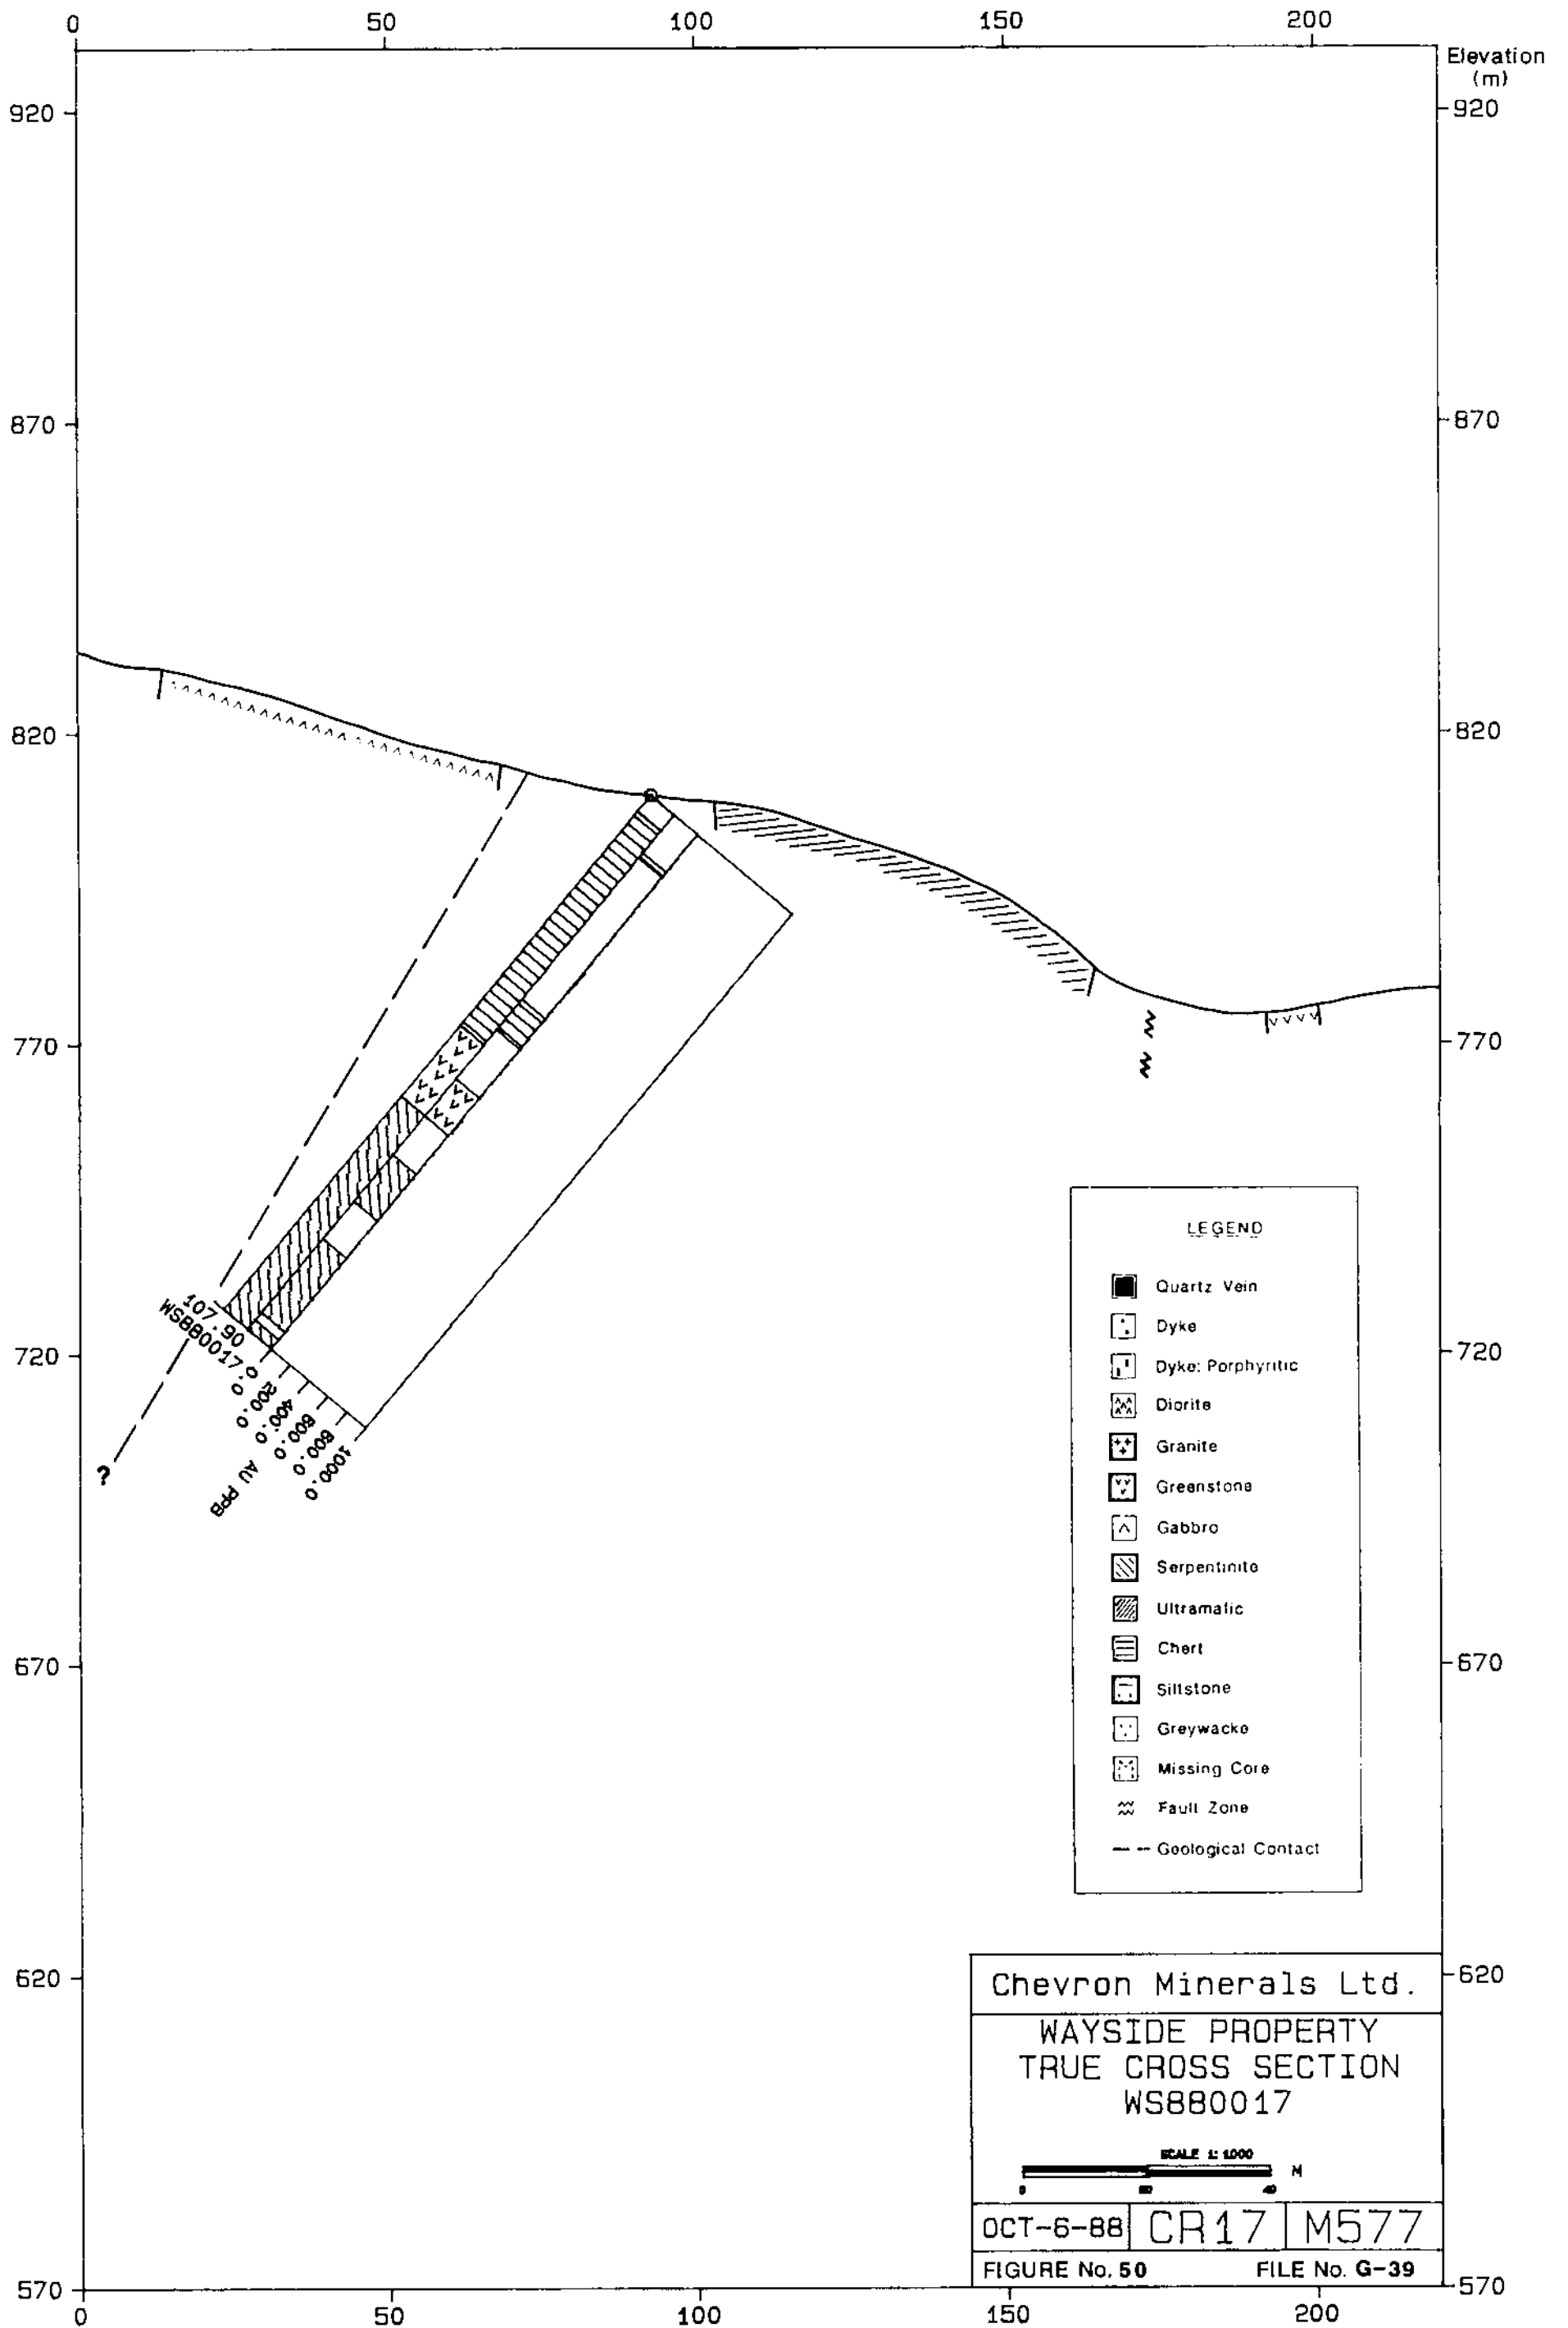 0 50 100 150 200
Elevation
(m)
920 920
870 870
820 820
770 770
720 720
670 670
620 620
570 570
0 50 100 150 200
107.90
WS880017
0.0
200.0
400.0
600.0
800.0
1000.0
AU PPB
?
LEGEND
Quartz Vein
Dyke
Dyke: Porphyritic
Diorite
Granite
Greenstone
Gabbro
Serpentinite
Ultramafic
Chert
Siltstone
Greywacke
Missing Core
Fault Zone
Geological Contact
Chevron Minerals Ltd.
WAYSIDE PROPERTY
TRUE CROSS SECTION
WS880017
SCALE 1: 1000
0 20 40 M
OCT-6-88 CR17 M577
FIGURE No. 50 FILE No. G-39